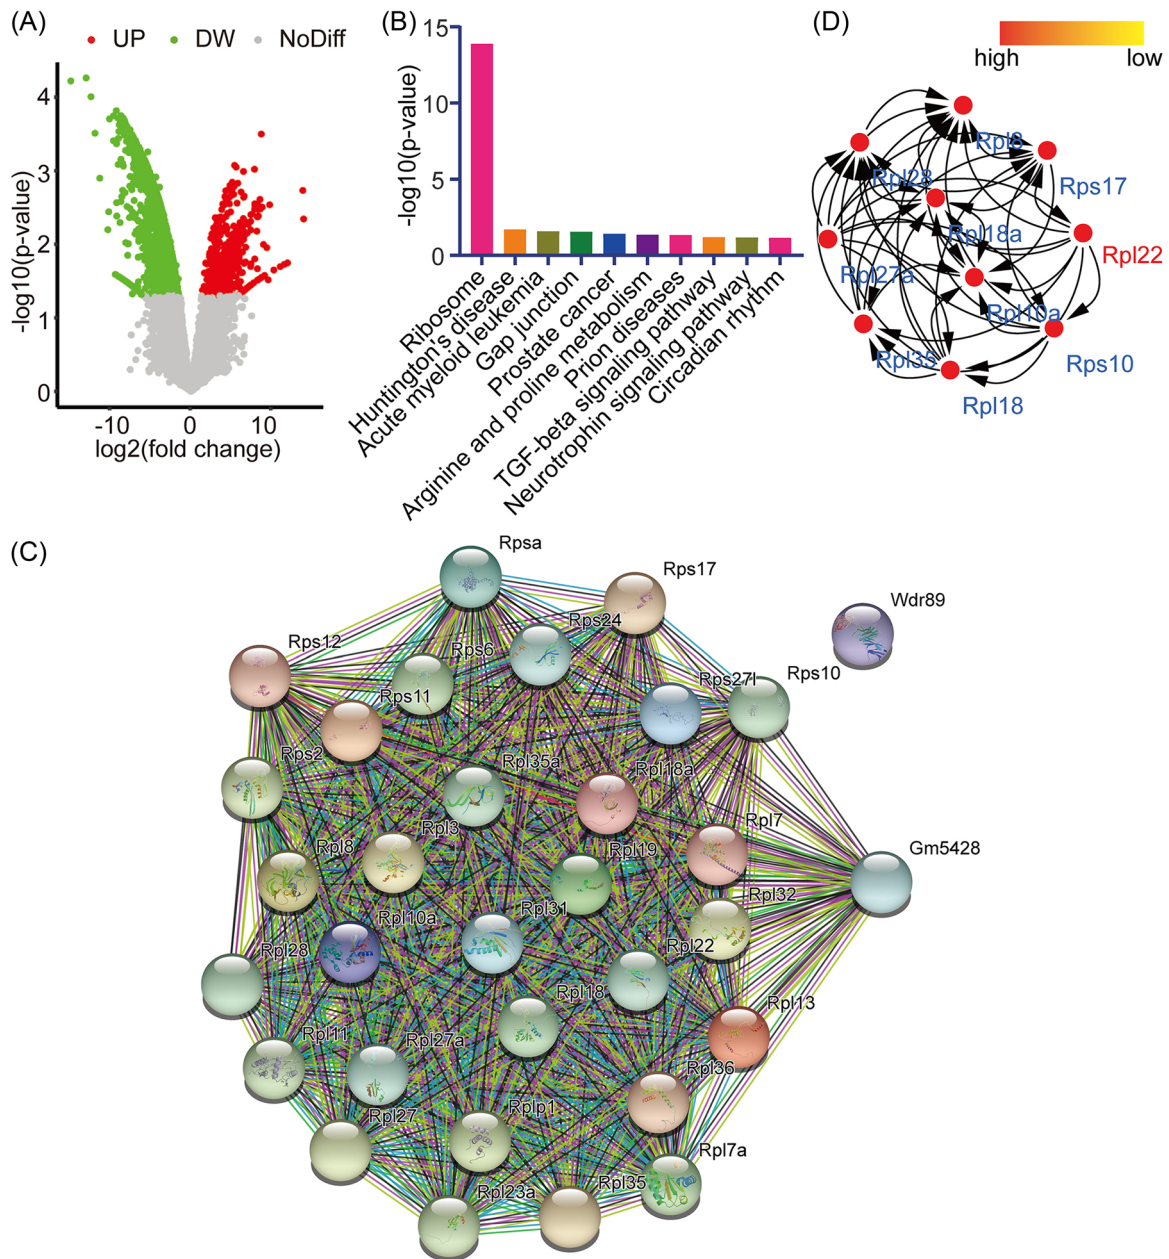 (A)
UP
DW
NoDiff
-log10(p-value)
4
3
2
1
0
-10
0
10
log2(fold change)
(B)
-log10(p-value)
15
10
5
0
Ribosome
Huntington's disease
Acute myeloid leukemia
Gap junction
Prostate cancer
Arginine and proline metabolism
Prion diseases
TGF-beta signaling pathway
Neurotrophin signaling pathway
Circadian rhythm
(D)
high
low
Rpl8
Rps17
Rpl28
Rpl18a
Rpl22
Rpl27a
Rpl10a
Rpl35
Rps10
Rpl18
(C)
Rpsa
Rps17
Wdr89
Rps24
Rps12
Rps6
Rps27l
Rps10
Rps11
Rps2
Rpl35a
Rpl18a
Rpl7
Rpl3
Rpl8
Rpl19
Gm5428
Rpl32
Rpl10a
Rpl31
Rpl28
Rpl22
Rpl18
Rpl13
Rpl11
Rpl27a
Rpl36
Rpl27
Rplp1
Rpl7a
Rpl23a
Rpl35